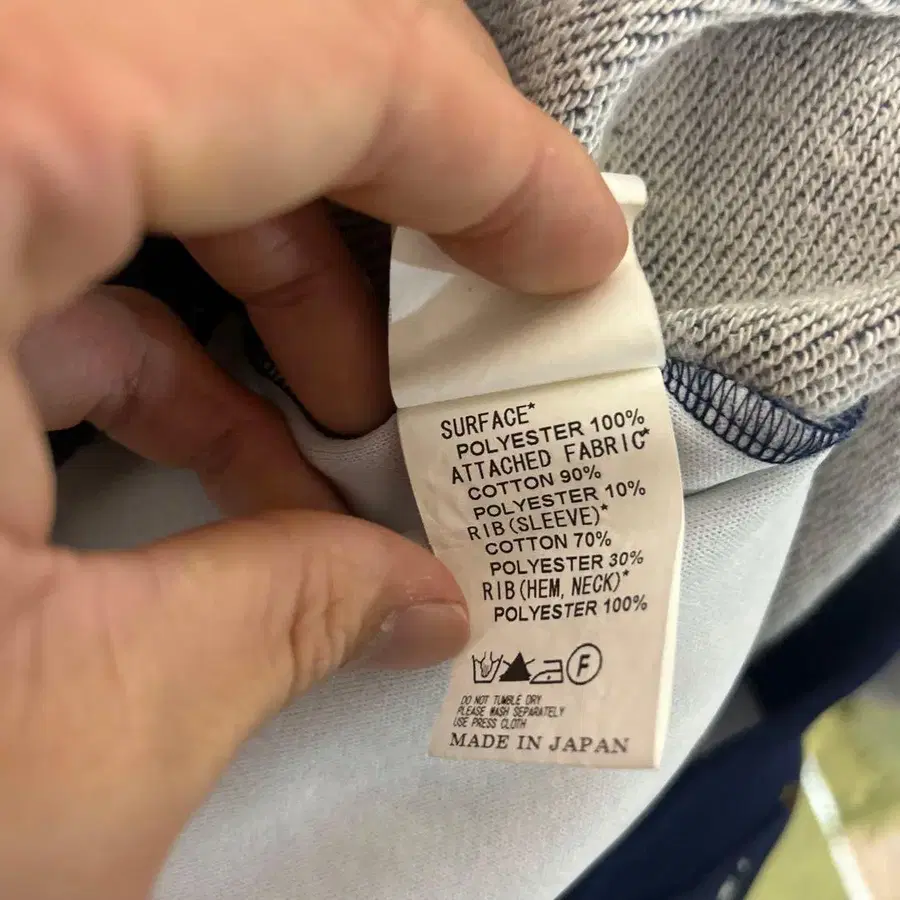 SURFACE*
POLYESTER 100%
ATTACHED FABRIC*
COTTON 90%
POLYESTER 10%
RIB(SLEEVE)*
COTTON 70%
POLYESTER 30%
RIB(HEM, NECK)*
POLYESTER 100%
F
DO NOT TUMBLE DRY
PLEASE WASH SEPARATELY
USE PRESS CLOTH
MADE IN JAPAN